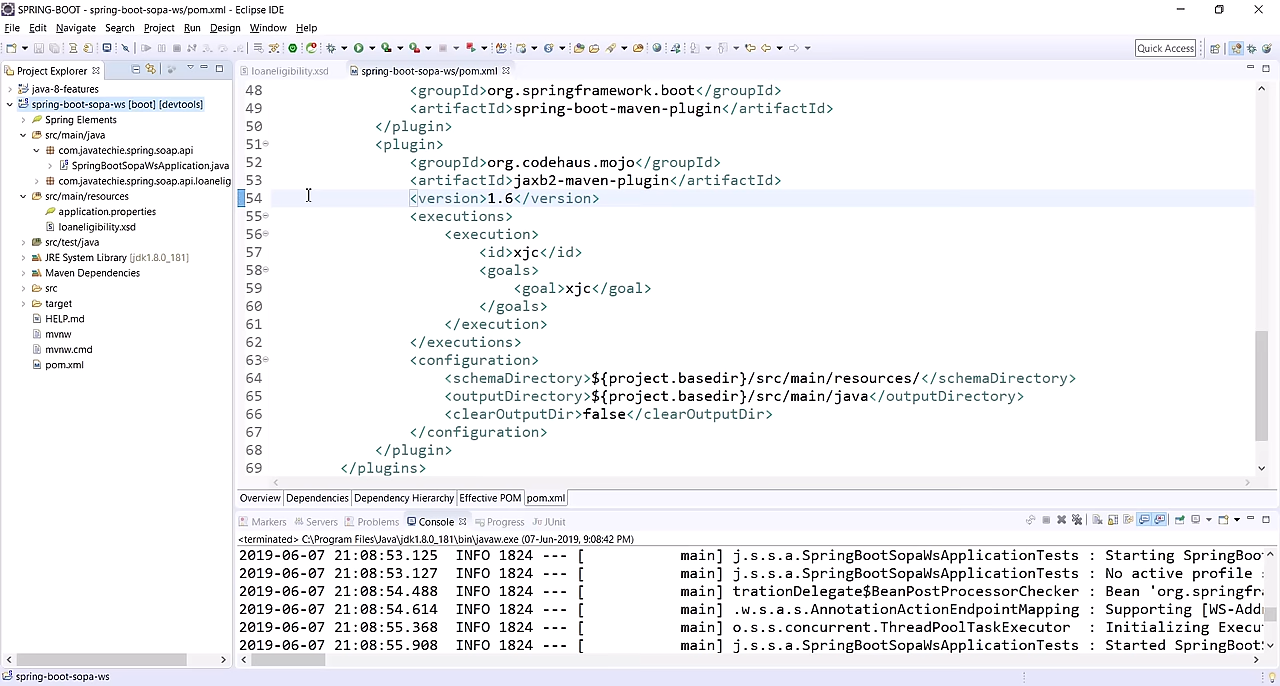 SPRING-BOOT - spring-boot-sopa-ws/pom.xml - Eclipse IDE
File Edit Navigate Search Project Run Design Window Help
Quick Access
Project Explorer
java-8-features
spring-boot-sopa-ws [boot] [devtools]
Spring Elements
src/main/java
com.javatechie.spring.soap.api
SpringBootSopaWsApplication.java
com.javatechie.spring.soap.api.loanelig
src/main/resources
application.properties
loaneligibility.xsd
src/test/java
JRE System Library [jdk1.8.0_181]
Maven Dependencies
src
target
HELP.md
mvnw
mvnw.cmd
pom.xml
loaneligibility.xsd spring-boot-sopa-ws/pom.xml
48 <groupId>org.springframework.boot</groupId>
49 <artifactId>spring-boot-maven-plugin</artifactId>
50 </plugin>
51 <plugin>
52 <groupId>org.codehaus.mojo</groupId>
53 <artifactId>jaxb2-maven-plugin</artifactId>
54 <version>1.6</version>
55 <executions>
56 <execution>
57 <id>xjc</id>
58 <goals>
59 <goal>xjc</goal>
60 </goals>
61 </execution>
62 </executions>
63 <configuration>
64 <schemaDirectory>${project.basedir}/src/main/resources/</schemaDirectory>
65 <outputDirectory>${project.basedir}/src/main/java</outputDirectory>
66 <clearOutputDir>false</clearOutputDir>
67 </configuration>
68 </plugin>
69 </plugins>
Overview Dependencies Dependency Hierarchy Effective POM pom.xml
Markers Servers Problems Console Progress JUnit
<terminated> C:\Program Files\Java\jdk1.8.0_181\bin\javaw.exe (07-Jun-2019, 9:08:42 PM)
2019-06-07 21:08:53.125 INFO 1824 --- [ main] j.s.s.a.SpringBootSopaWsApplicationTests : Starting SpringBoo
2019-06-07 21:08:53.127 INFO 1824 --- [ main] j.s.s.a.SpringBootSopaWsApplicationTests : No active profile
2019-06-07 21:08:54.488 INFO 1824 --- [ main] trationDelegate$BeanPostProcessorChecker : Bean 'org.springfr
2019-06-07 21:08:54.614 INFO 1824 --- [ main] .w.s.a.s.AnnotationActionEndpointMapping : Supporting [WS-Add
2019-06-07 21:08:55.368 INFO 1824 --- [ main] o.s.s.concurrent.ThreadPoolTaskExecutor : Initializing Execu
2019-06-07 21:08:55.908 INFO 1824 --- [ main] j.s.s.a.SpringBootSopaWsApplicationTests : Started SpringBoot
spring-boot-sopa-ws